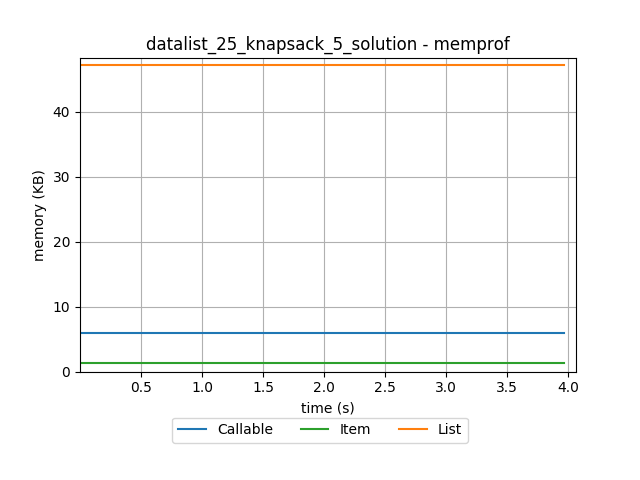 datalist_25_knapsack_5_solution - memprof
memory (KB)
40
30
20
10
0
0.5 1.0 1.5 2.0 2.5 3.0 3.5 4.0
time (s)
Callable Item List